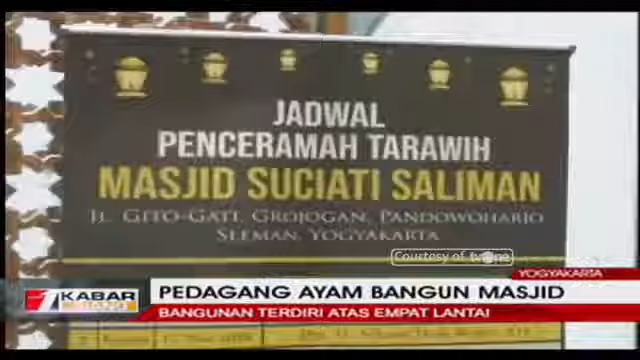 JADWAL
PENCERAMAH TARAWIH
MASJID SUCIATI SALIMAN
JL. GITO-GATI, GROJOGAN, PANDOWOHARJO
SLEMAN, YOGYAKARTA
Courtesy of tvOne
YOGYAKARTA
KABAR
PEDAGANG AYAM BANGUN MASJID
BANGUNAN TERDIRI ATAS EMPAT LANTAI